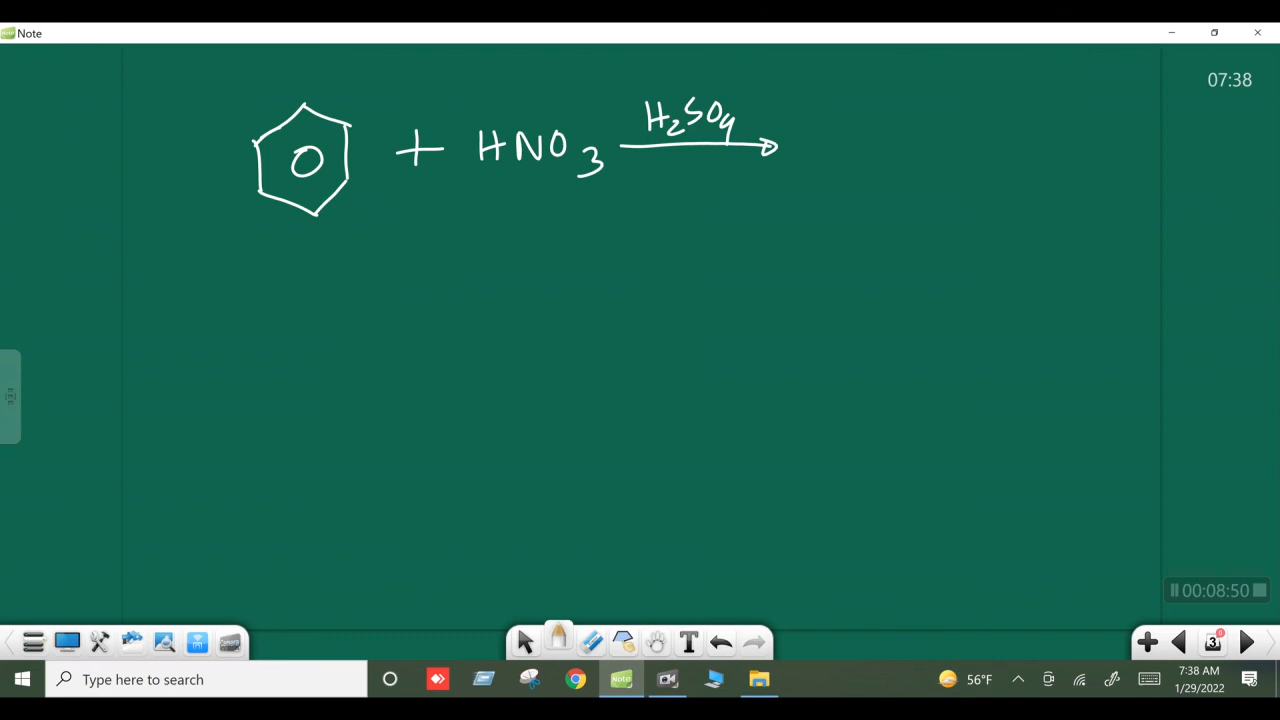 Note
07:38
H₂SO₄
+ HNO₃
00:08:50
T
3
Type here to search
56°F
7:38 AM
1/29/2022